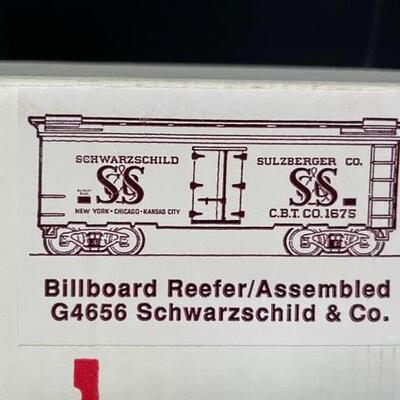 SCHWARZSCHILD SULZBERGER CO.
S&S S&S
NEW YORK-CHICAGO-KANSAS CITY C.B.T. CO. 1675
Billboard Reefer/Assembled
G4656 Schwarzschild & Co.